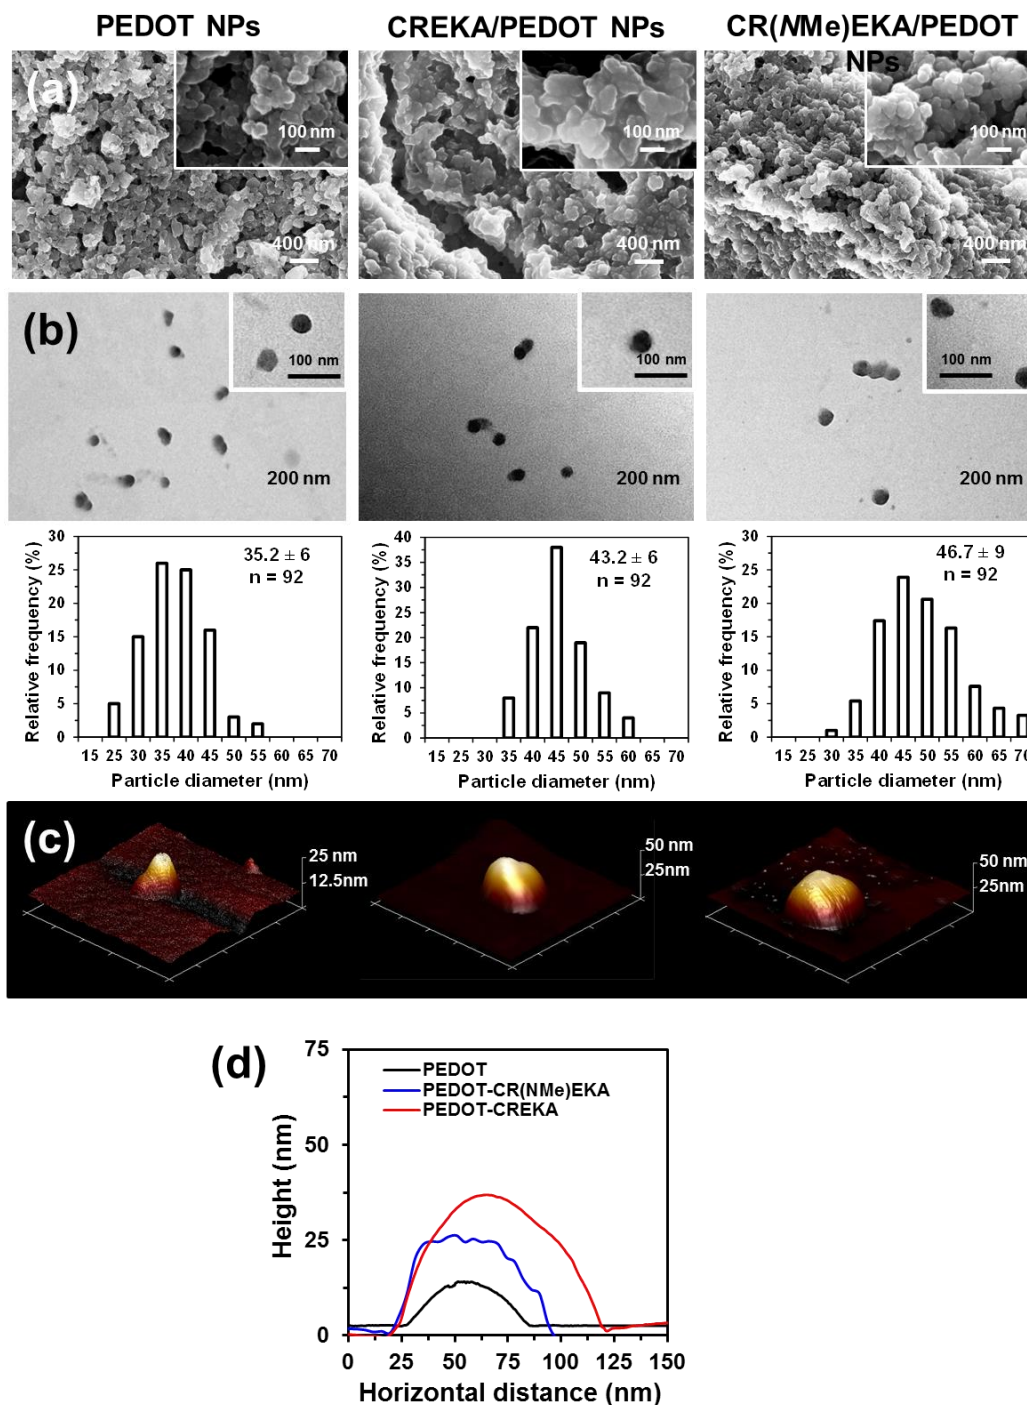 PEDOT NPs
CREKA/PEDOT NPs
CR(NMe)EKA/PEDOT NPs
(a)
100 nm
400 nm
100 nm
400 nm
100 nm
400 nm
(b)
100 nm
200 nm
100 nm
200 nm
100 nm
200 nm
Relative frequency (%)
30
25
20
15
10
5
0
35.2 ± 6
n = 92
15 25 30 35 40 45 50 55 60 65 70
Particle diameter (nm)
Relative frequency (%)
40
35
30
25
20
15
10
5
0
43.2 ± 6
n = 92
15 25 30 35 40 45 50 55 60 65 70
Particle diameter (nm)
Relative frequency (%)
30
25
20
15
10
5
0
46.7 ± 9
n = 92
15 25 30 35 40 45 50 55 60 65 70
Particle diameter (nm)
(c)
25 nm
12.5nm
50 nm
25nm
50 nm
25nm
(d)
Height (nm)
75
50
25
0
PEDOT
PEDOT-CR(NMe)EKA
PEDOT-CREKA
0 25 50 75 100 125 150
Horizontal distance (nm)